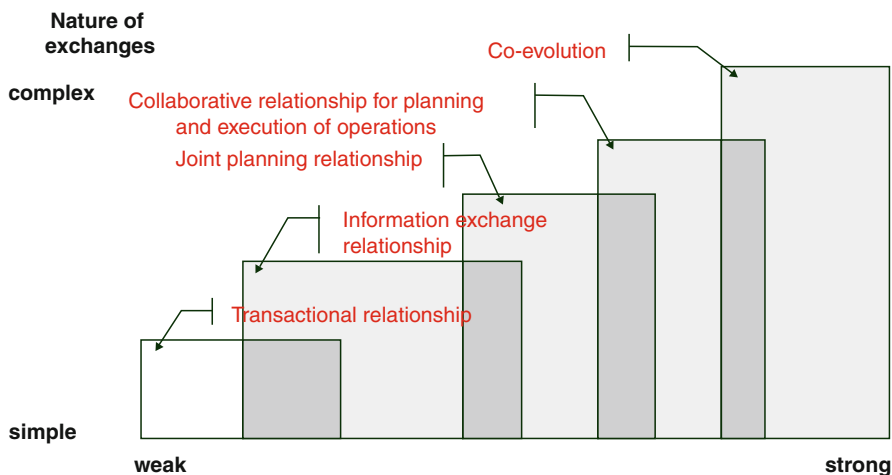 Nature of
exchanges
Co-evolution
complex
Collaborative relationship for planning
and execution of operations
Joint planning relationship
Information exchange
relationship
Transactional relationship
simple
weak
strong